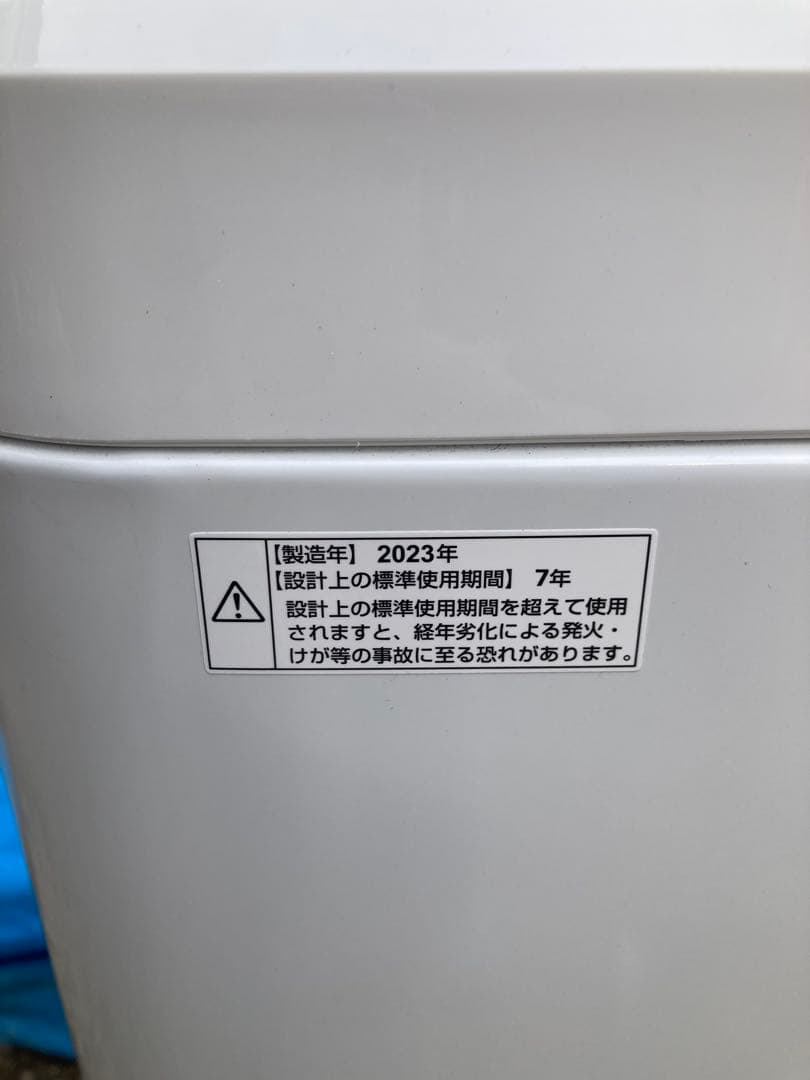 【製造年】 2023年
【設計上の標準使用期間】 7年
設計上の標準使用期間を超えて使用
されますと、経年劣化による発火・
けが等の事故に至る恐れがあります。